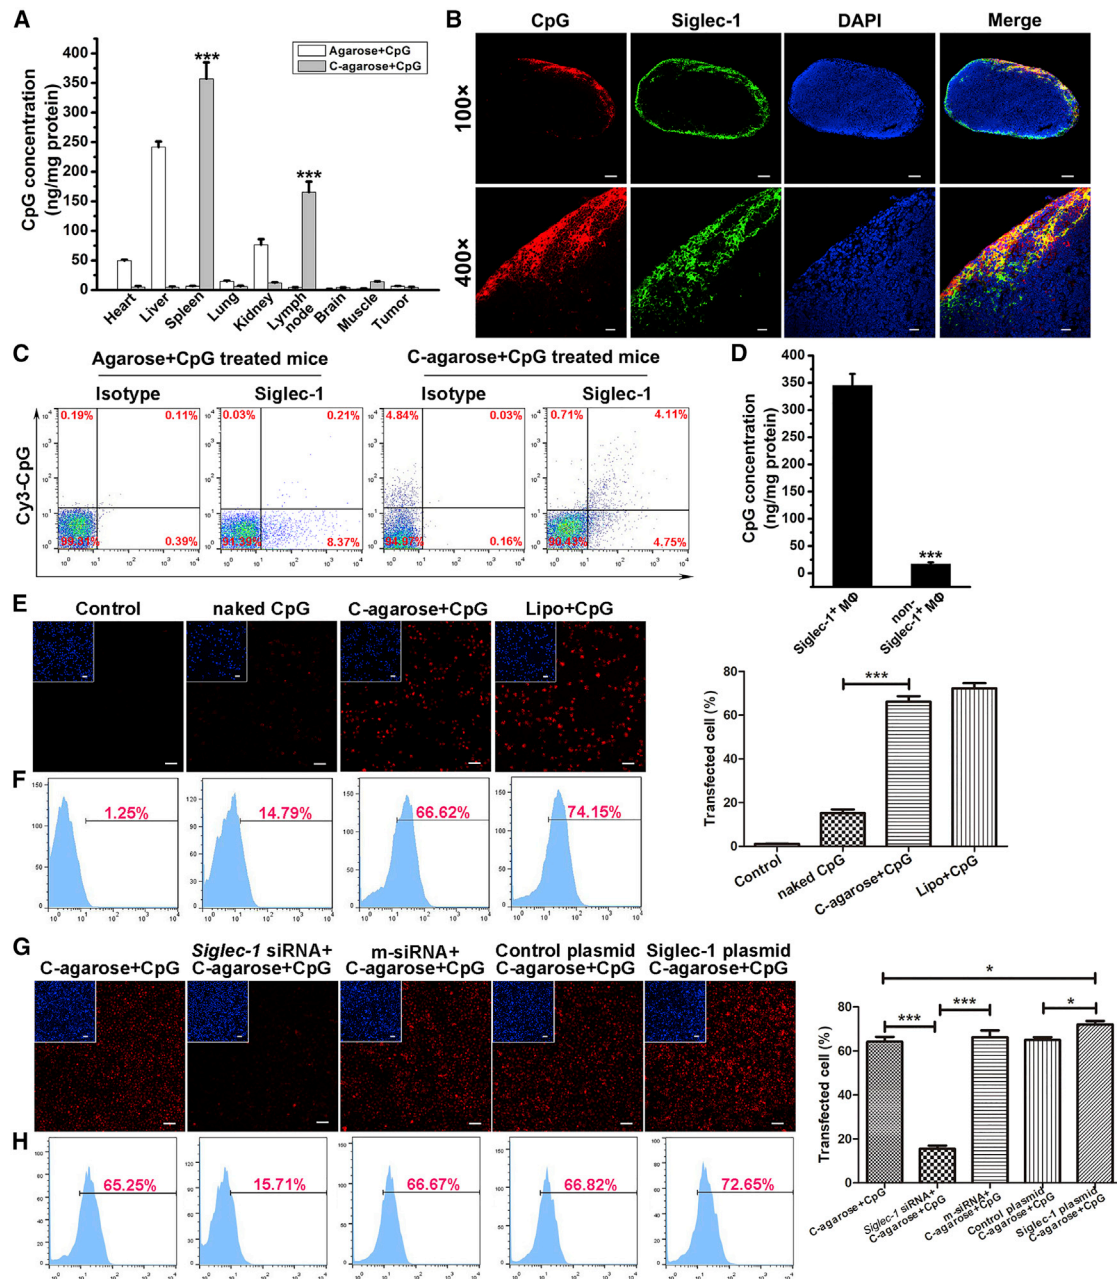 A
CpG concentration
(ng/mg protein)
400
350
300
250
200
150
100
50
0
Agarose+CpG
C-agarose+CpG
***
***
Heart
Liver
Spleen
Lung
Kidney
Lymph
node
Brain
Muscle
Tumor
B
CpG
Siglec-1
DAPI
Merge
100×
400×
C
Agarose+CpG treated mice
C-agarose+CpG treated mice
Isotype
Siglec-1
Isotype
Siglec-1
Cy3-CpG
0.19%
0.11%
0.39%
0.03%
0.21%
8.37%
4.84%
0.03%
0.16%
0.71%
4.11%
4.75%
D
CpG concentration
(ng/mg protein)
400
350
300
250
200
150
100
50
0
***
Siglec-1⁺ MΦ
non-
Siglec-1⁺ MΦ
E
Control
naked CpG
C-agarose+CpG
Lipo+CpG
F
1.25%
14.79%
66.62%
74.15%
Transfected cell (%)
80
60
40
20
0
***
Control
naked CpG
C-agarose+CpG
Lipo+CpG
G
C-agarose+CpG
Siglec-1 siRNA+
C-agarose+CpG
m-siRNA+
C-agarose+CpG
Control plasmid
C-agarose+CpG
Siglec-1 plasmid
C-agarose+CpG
H
65.25%
15.71%
66.67%
66.82%
72.65%
Transfected cell (%)
80
60
40
20
0
*
***
***
*
C-agarose+CpG
Siglec-1 siRNA+
C-agarose+CpG
m-siRNA+
C-agarose+CpG
Control plasmid
C-agarose+CpG
Siglec-1 plasmid
C-agarose+CpG